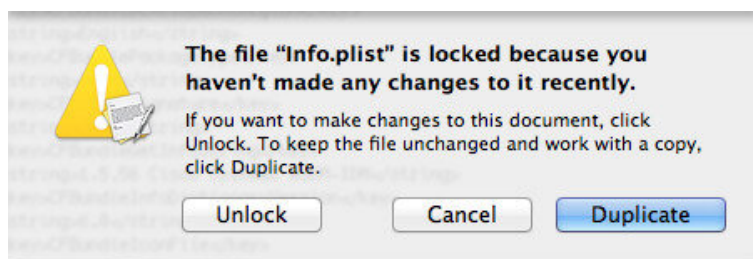 The file “Info.plist” is locked because you
haven't made any changes to it recently.
If you want to make changes to this document, click
Unlock. To keep the file unchanged and work with a copy,
click Duplicate.
Unlock
Cancel
Duplicate